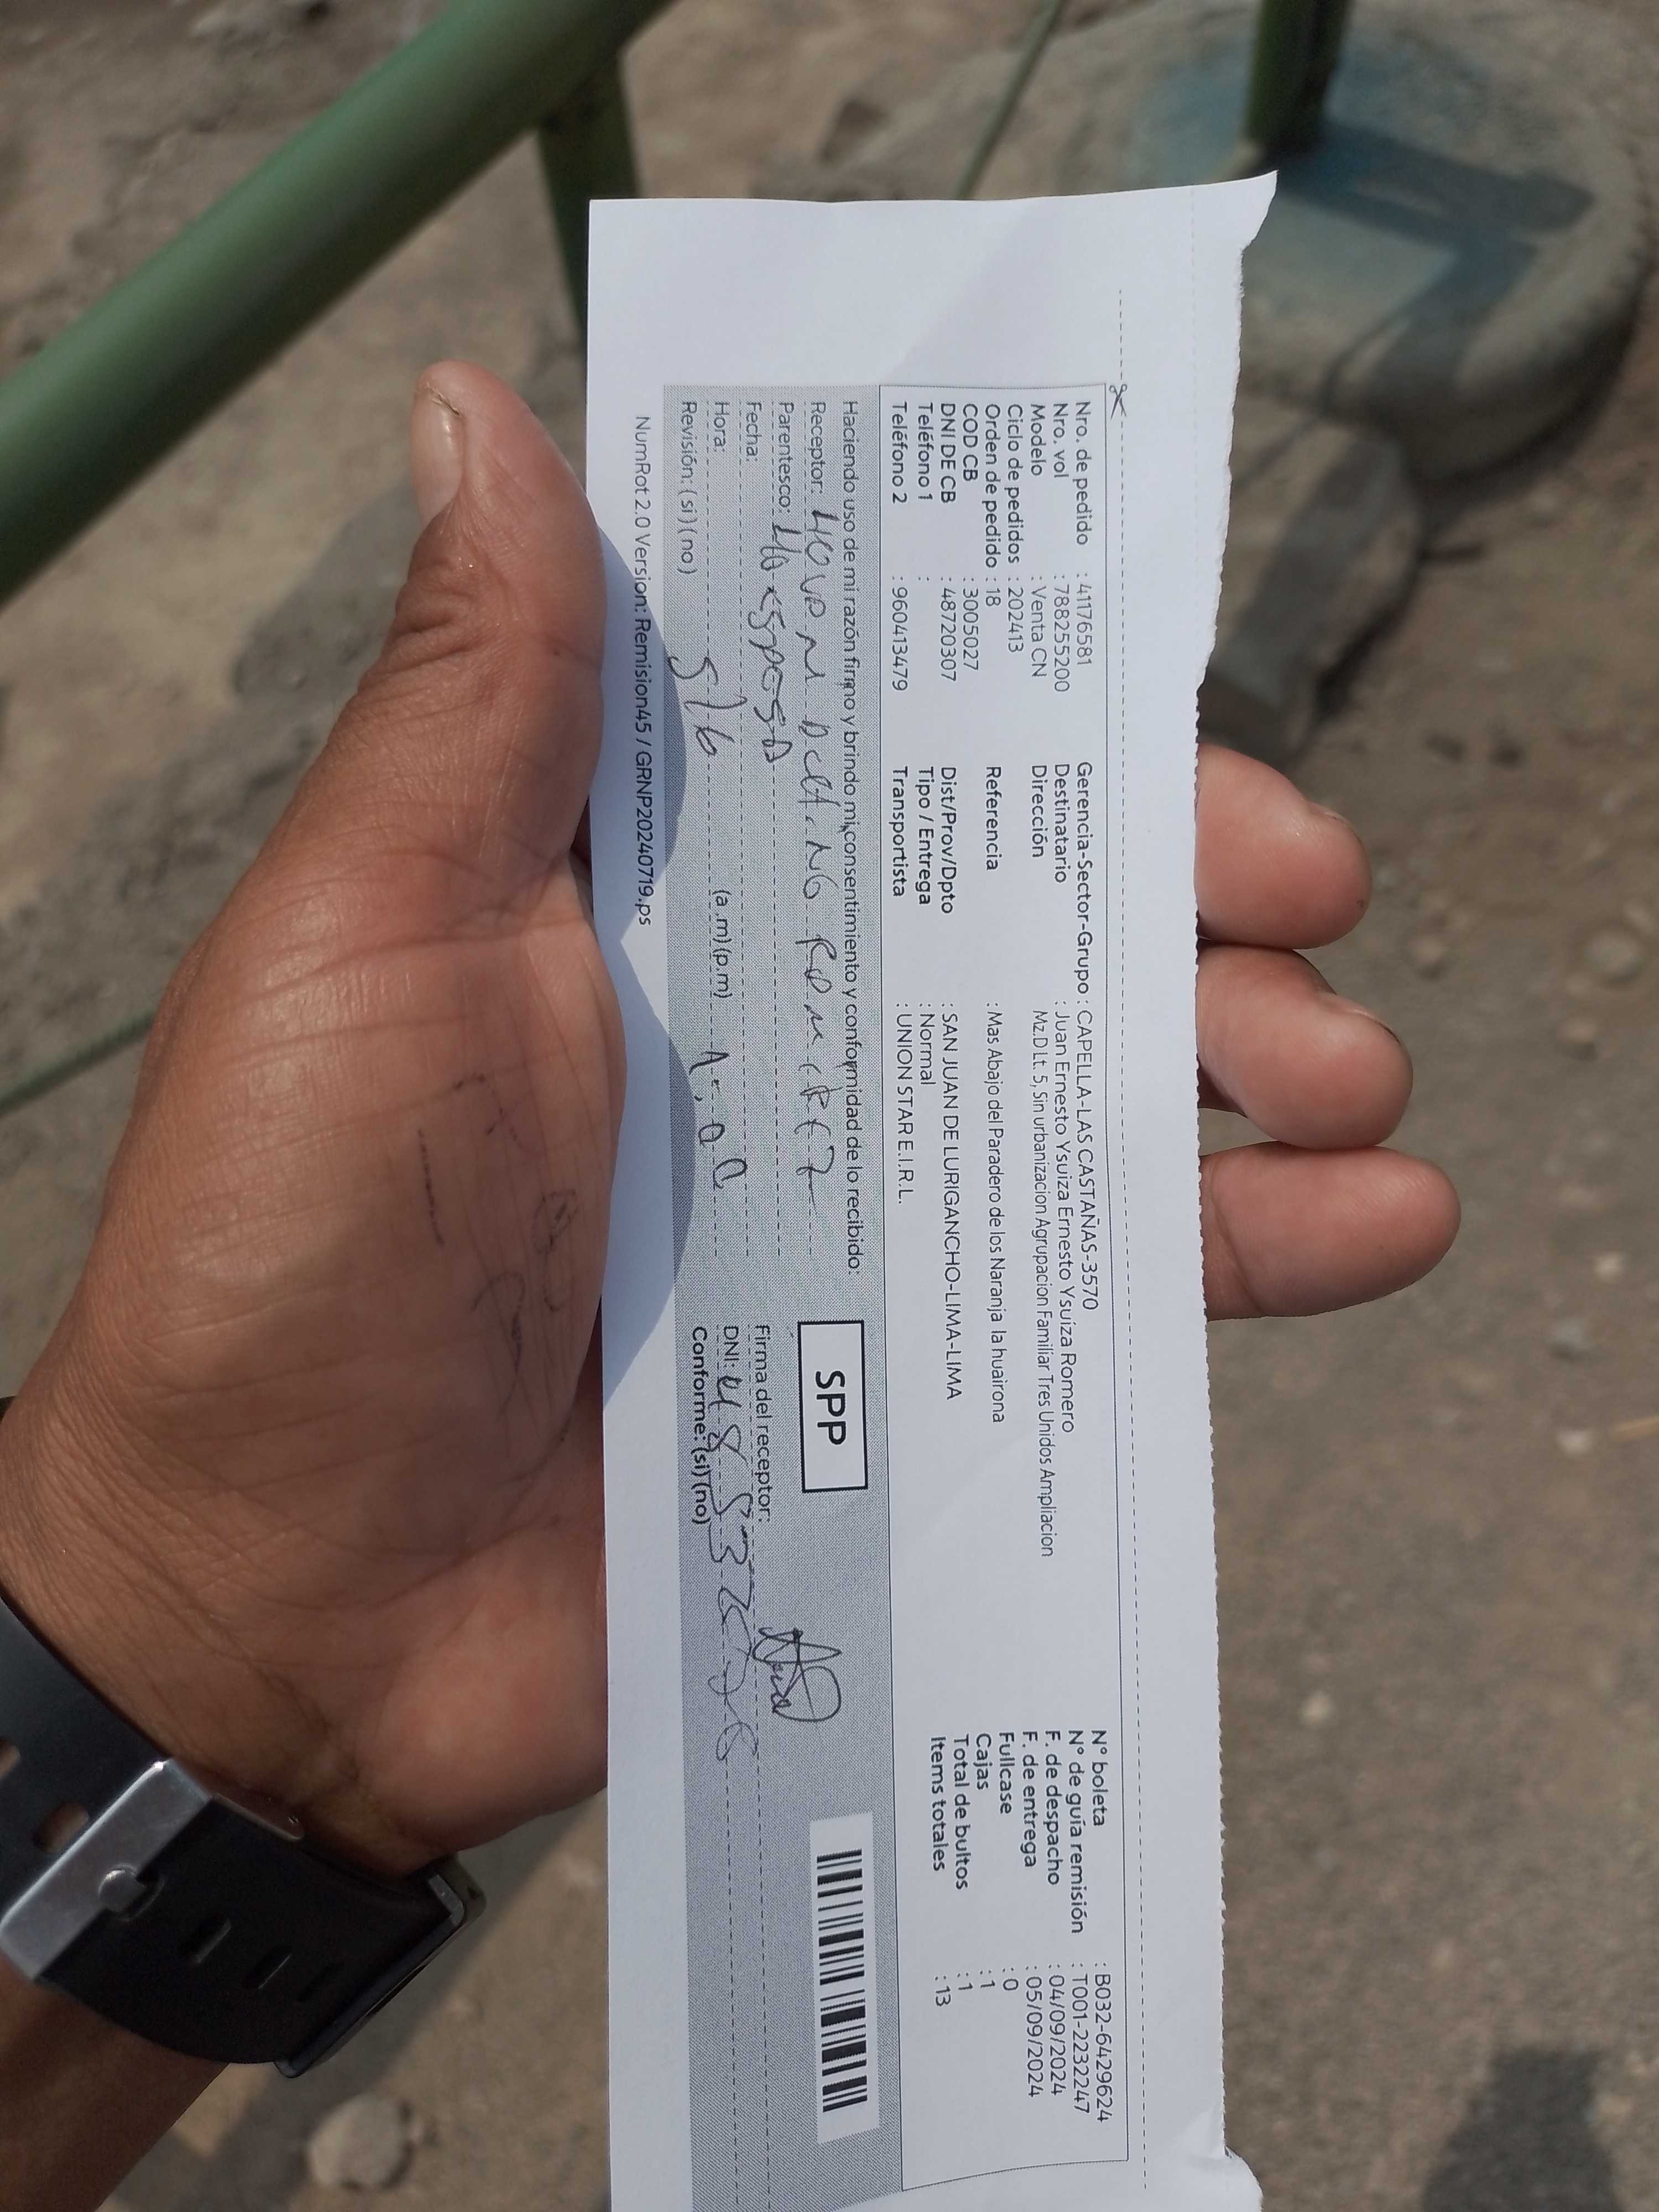 Nro. de pedido : 41176581
Nro. vol : 788255200
Modelo : Venta CN
Ciclo de pedidos : 202413
Orden de pedido : 18
COD CB : 3005027
DNI DE CB : 48720307
Teléfono 1 :
Teléfono 2 : 960413479
Gerencia-Sector-Grupo : CAPELLA-LAS CASTAÑAS-3570
Destinatario : Juan Ernesto Ysuiza Ernesto Ysuiza Romero
Dirección : Mz.D Lt. 5, Sin urbanizacion Agrupacion Familiar Tres Unidos Ampliacion
Referencia : Mas Abajo del Paradero de los Naranja la huairona
Dist/Prov/Dpto : SAN JUAN DE LURIGANCHO-LIMA-LIMA
Tipo / Entrega : Normal
Transportista : UNION STAR E.I.R.L.
N° boleta : B032-6429624
N° de guía remisión : T001-2232247
F. de despacho : 04/09/2024
F. de entrega : 05/09/2024
Fullcase : 0
Cajas : 1
Total de bultos : 1
Items totales : 13
Haciendo uso de mi razón firmo y brindo mi consentimiento y conformidad de lo recibido:
Receptor:
Parentesco: esposa
Fecha:
Hora: (a.m)(p.m)
Revisión: (si) (no)
SPP
Firma del receptor:
DNI:
Conforme: (si) (no)
NumRot 2.0 Version: Remision45 / GRNP20240719.ps